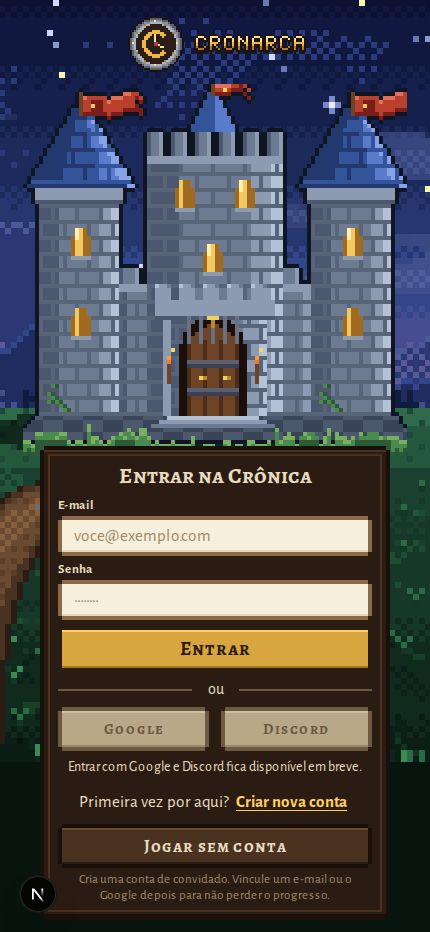 CRONARCA
Entrar na Crônica
E-mail
voce@exemplo.com
Senha
········
Entrar
ou
Google
Discord
Entrar com Google e Discord fica disponível em breve.
Primeira vez por aqui? Criar nova conta
Jogar sem conta
Cria uma conta de convidado. Vincule um e-mail ou o
Google depois para não perder o progresso.
N